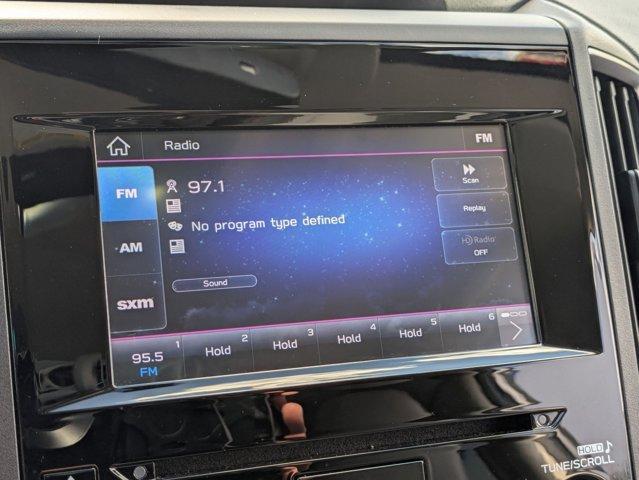 Radio
FM
FM
AM
sxm
97.1
No program type defined
Sound
Scan
Replay
HD Radio
OFF
1
95.5
FM
2
Hold
3
Hold
4
Hold
5
Hold
6
Hold
HOLD
TUNE/SCROLL